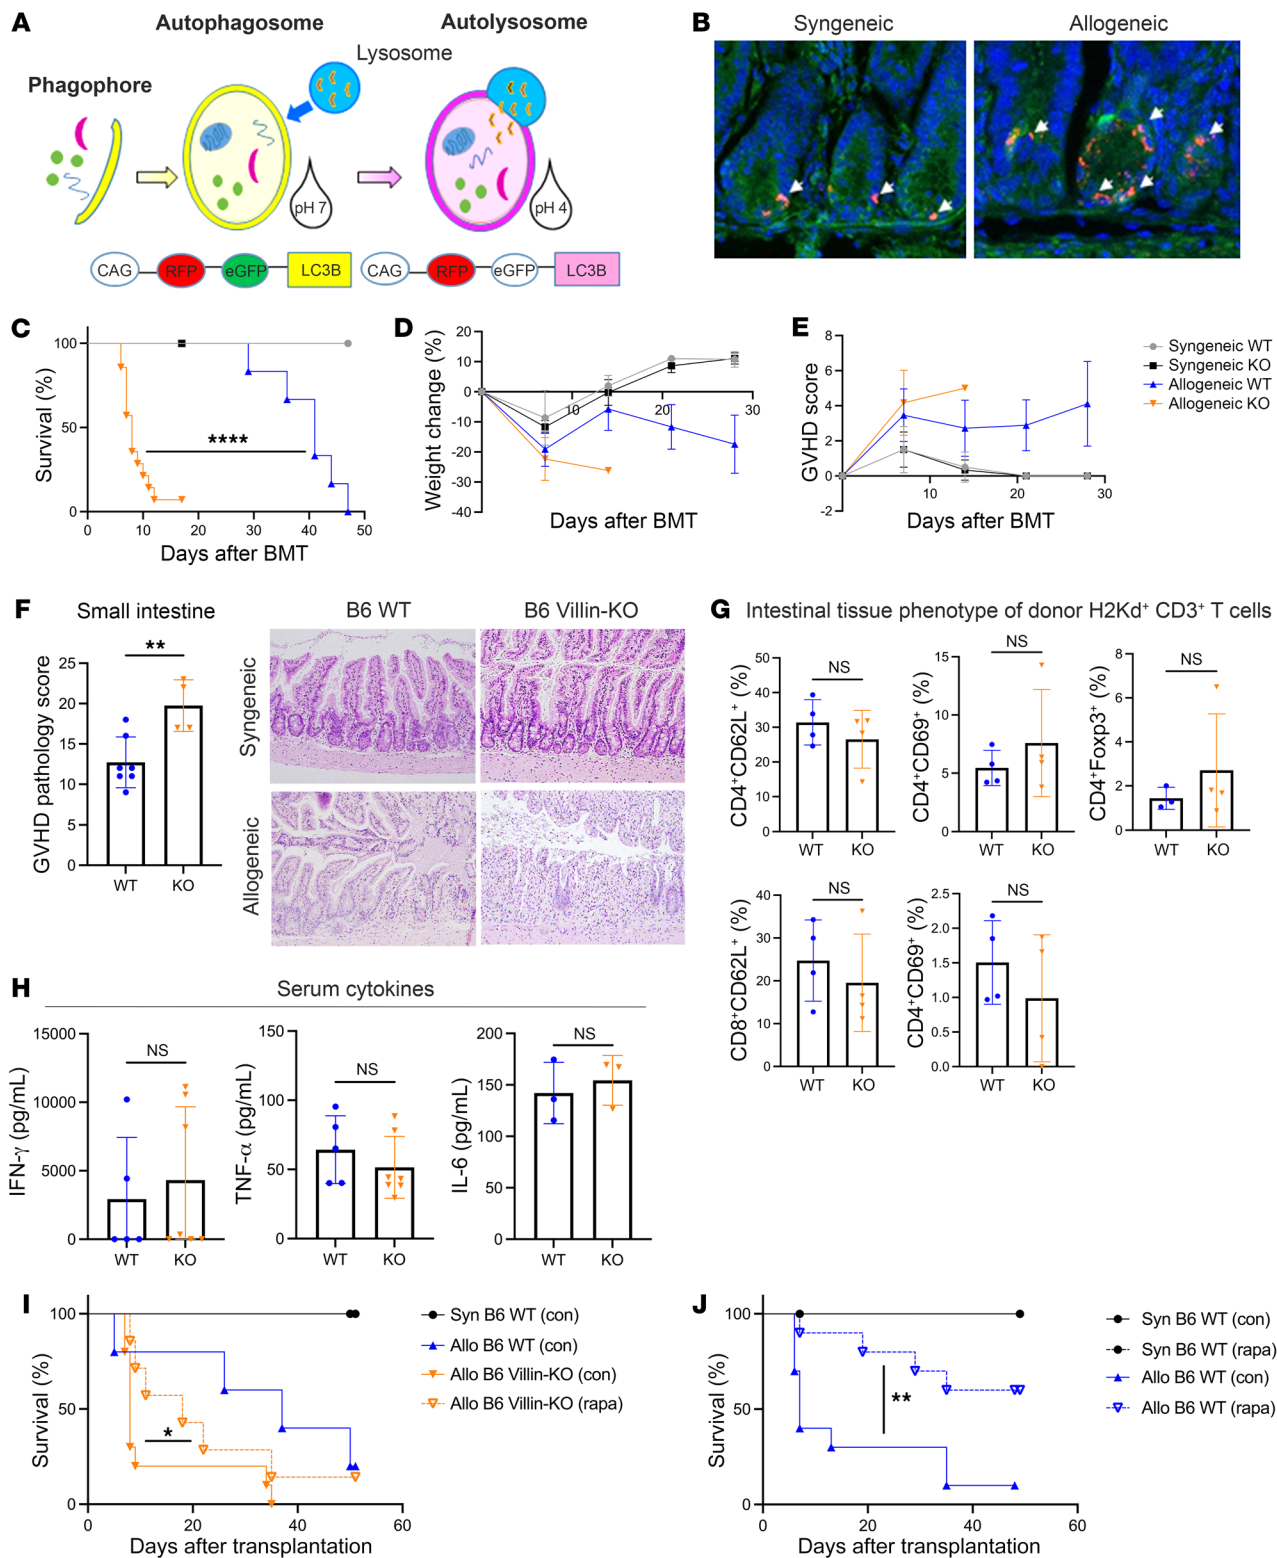 A
Autophagosome
Autolysosome
Lysosome
Phagophore
pH 7
pH 4
CAG
RFP
eGFP
LC3B
CAG
RFP
eGFP
LC3B
B
Syngeneic
Allogeneic
C
Survival (%)
100
50
0
0
10
20
30
40
50
****
Days after BMT
D
Weight change (%)
20
10
0
-10
-20
-30
-40
10
20
30
Days after BMT
E
GVHD score
8
6
4
2
0
-2
10
20
30
Days after BMT
Syngeneic WT
Syngeneic KO
Allogeneic WT
Allogeneic KO
F
Small intestine
**
GVHD pathology score
25
20
15
10
5
0
WT
KO
B6 WT
B6 Villin-KO
Syngeneic
Allogeneic
G
Intestinal tissue phenotype of donor H2Kd⁺ CD3⁺ T cells
CD4⁺CD62L⁺ (%)
50
40
30
20
10
0
NS
WT
KO
CD4⁺CD69⁺ (%)
15
10
5
0
NS
WT
KO
CD4⁺Foxp3⁺ (%)
8
6
4
2
0
NS
WT
KO
CD8⁺CD62L⁺ (%)
40
30
20
10
0
NS
WT
KO
CD4⁺CD69⁺ (%)
2.5
2.0
1.5
1.0
0.5
0.0
NS
WT
KO
H
Serum cytokines
IFN-γ (pg/mL)
15000
10000
5000
0
NS
WT
KO
TNF-α (pg/mL)
150
100
50
0
NS
WT
KO
IL-6 (pg/mL)
200
150
100
50
0
NS
WT
KO
I
Survival (%)
100
50
0
0
20
40
60
*
Days after transplantation
Syn B6 WT (con)
Allo B6 WT (con)
Allo B6 Villin-KO (con)
Allo B6 Villin-KO (rapa)
J
Survival (%)
100
50
0
0
20
40
60
**
Days after transplantation
Syn B6 WT (con)
Syn B6 WT (rapa)
Allo B6 WT (con)
Allo B6 WT (rapa)